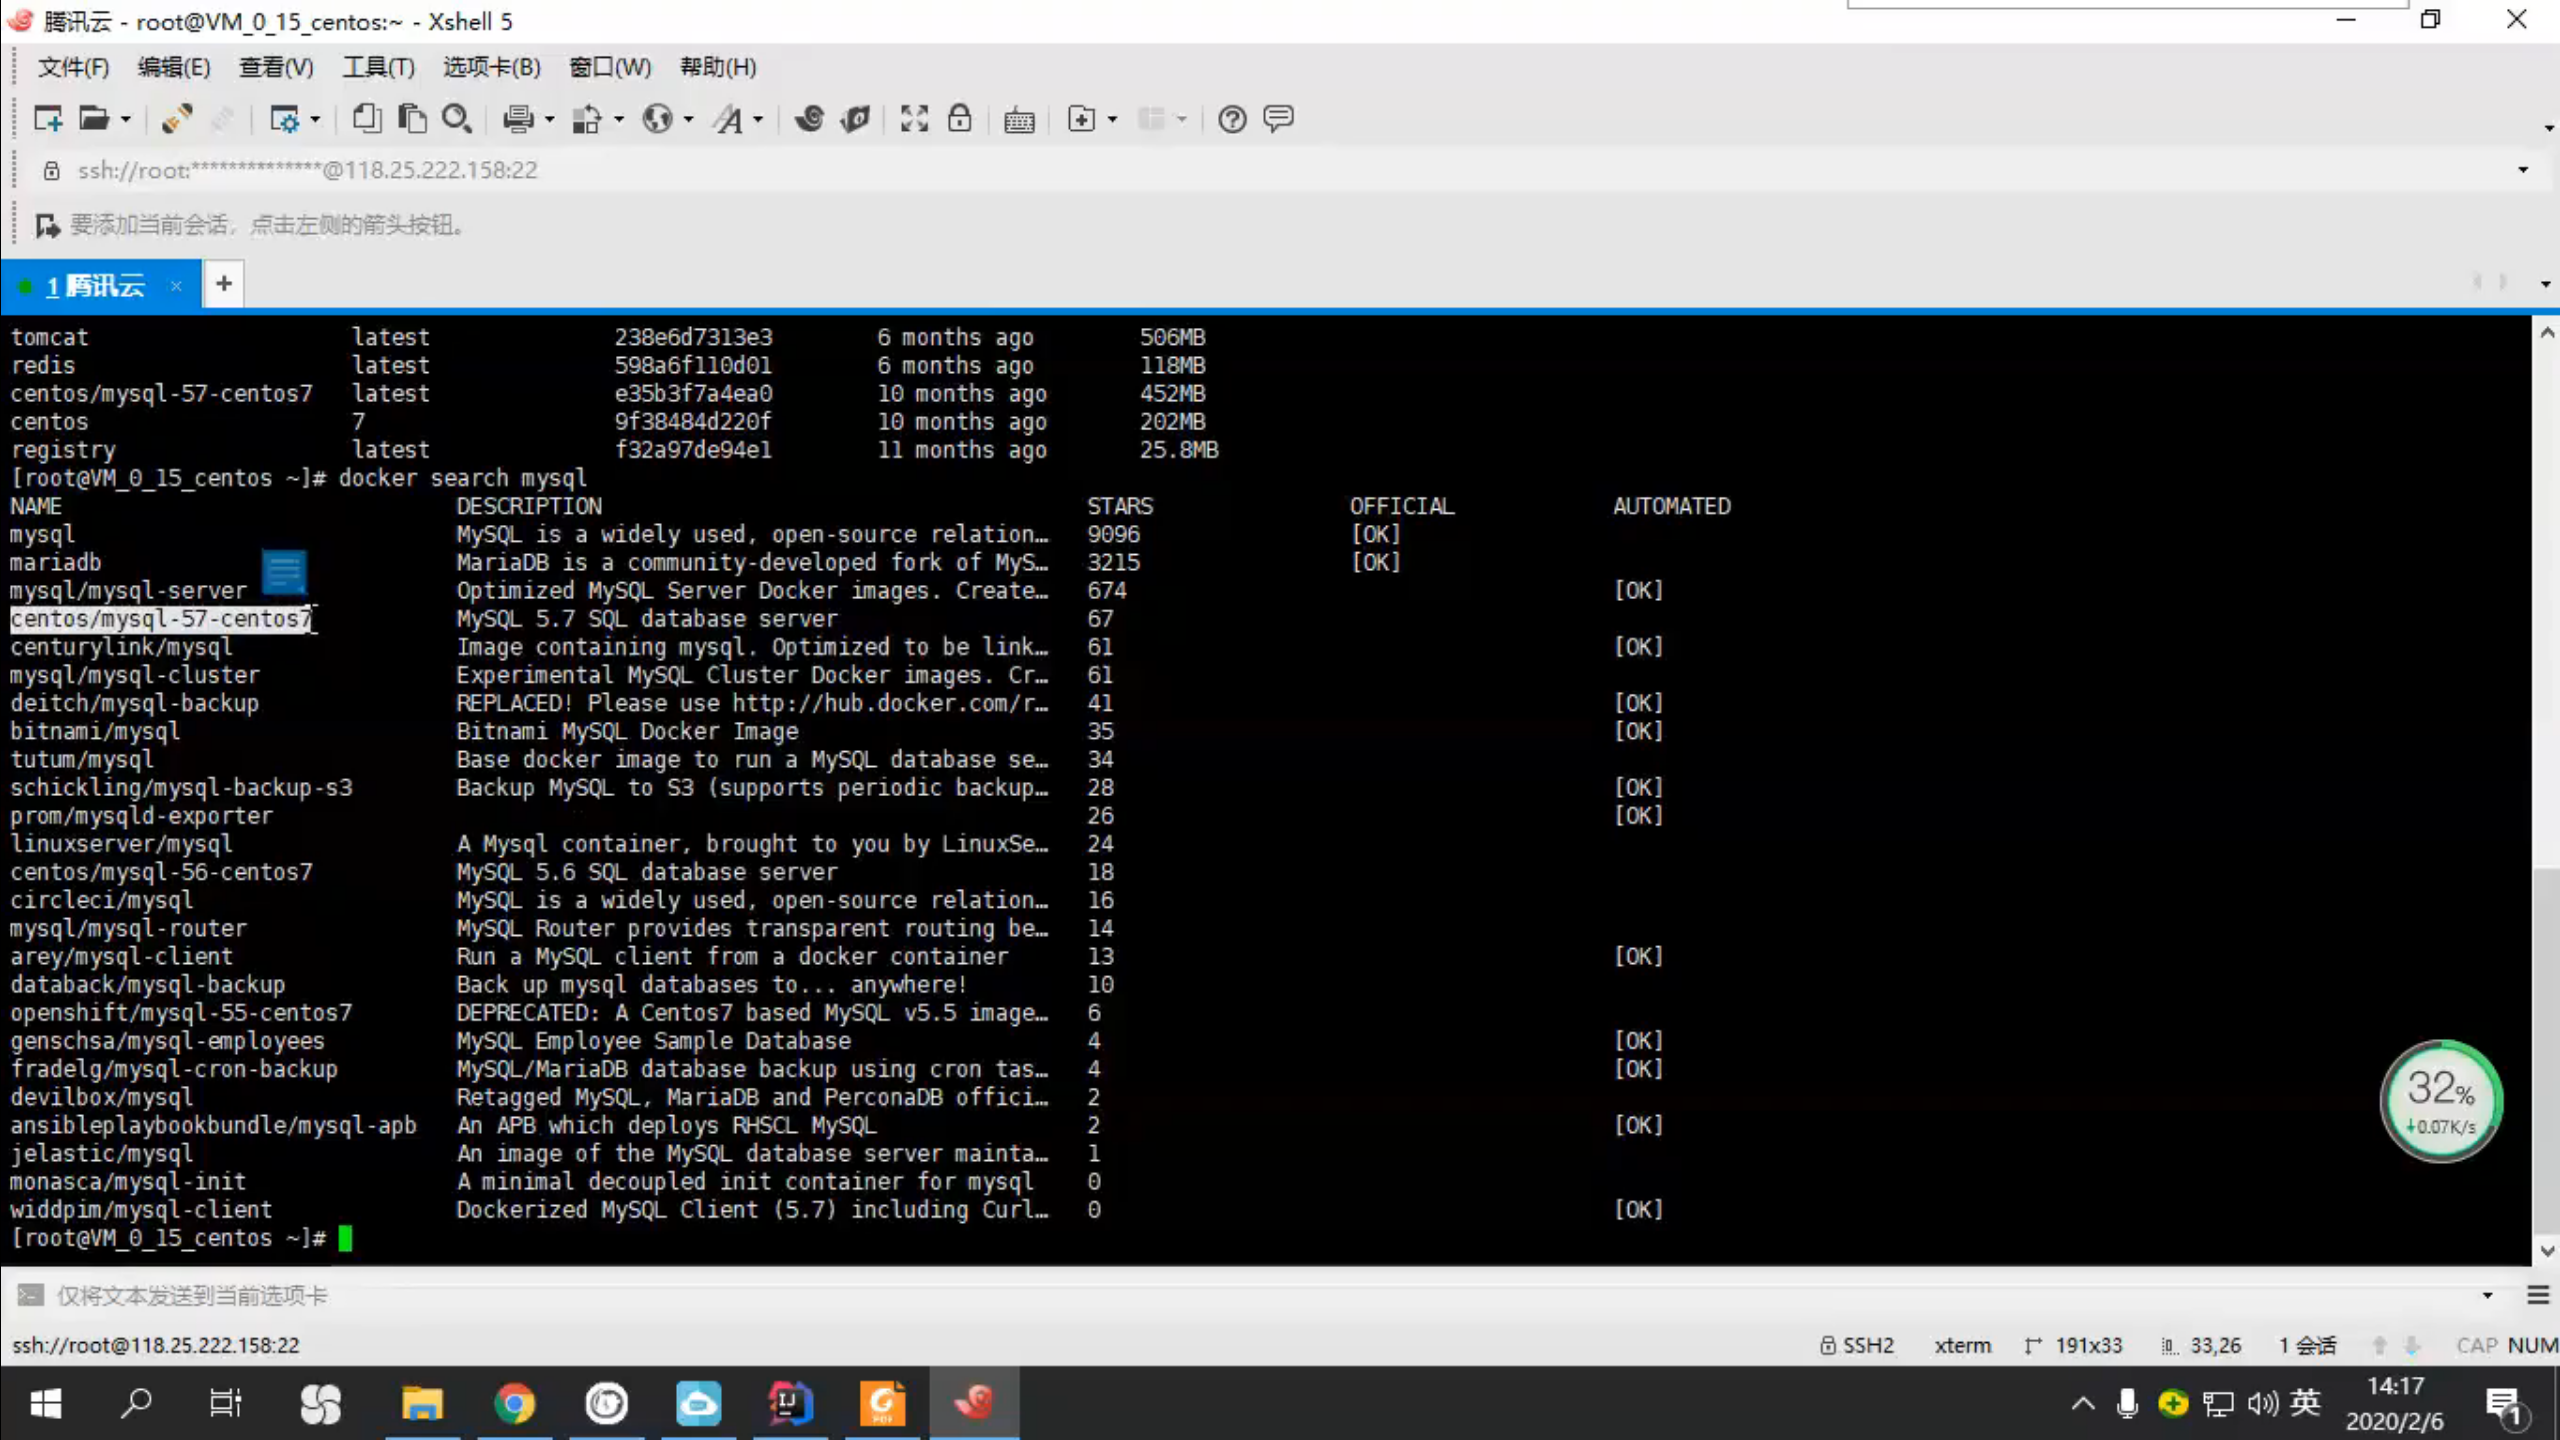 腾讯云 - root@VM_0_15_centos:~ - Xshell 5
文件(F) 编辑(E) 查看(V) 工具(T) 选项卡(B) 窗口(W) 帮助(H)
ssh://root:**************@118.25.222.158:22
要添加当前会话，点击左侧的箭头按钮。
1 腾讯云
tomcat latest 238e6d7313e3 6 months ago 506MB
redis latest 598a6f110d01 6 months ago 118MB
centos/mysql-57-centos7 latest e35b3f7a4ea0 10 months ago 452MB
centos 7 9f38484d220f 10 months ago 202MB
registry latest f32a97de94e1 11 months ago 25.8MB
[root@VM_0_15_centos ~]# docker search mysql
NAME DESCRIPTION STARS OFFICIAL AUTOMATED
mysql MySQL is a widely used, open-source relation… 9096 [OK]
mariadb MariaDB is a community-developed fork of MyS… 3215 [OK]
mysql/mysql-server Optimized MySQL Server Docker images. Create… 674 [OK]
centos/mysql-57-centos7 MySQL 5.7 SQL database server 67
centurylink/mysql Image containing mysql. Optimized to be link… 61 [OK]
mysql/mysql-cluster Experimental MySQL Cluster Docker images. Cr… 61
deitch/mysql-backup REPLACED! Please use http://hub.docker.com/r… 41 [OK]
bitnami/mysql Bitnami MySQL Docker Image 35 [OK]
tutum/mysql Base docker image to run a MySQL database se… 34
schickling/mysql-backup-s3 Backup MySQL to S3 (supports periodic backup… 28 [OK]
prom/mysqld-exporter 26 [OK]
linuxserver/mysql A Mysql container, brought to you by LinuxSe… 24
centos/mysql-56-centos7 MySQL 5.6 SQL database server 18
circleci/mysql MySQL is a widely used, open-source relation… 16
mysql/mysql-router MySQL Router provides transparent routing be… 14
arey/mysql-client Run a MySQL client from a docker container 13 [OK]
databack/mysql-backup Back up mysql databases to... anywhere! 10
openshift/mysql-55-centos7 DEPRECATED: A Centos7 based MySQL v5.5 image… 6
genschsa/mysql-employees MySQL Employee Sample Database 4 [OK]
fradelg/mysql-cron-backup MySQL/MariaDB database backup using cron tas… 4 [OK]
devilbox/mysql Retagged MySQL, MariaDB and PerconaDB offici… 2
ansibleplaybookbundle/mysql-apb An APB which deploys RHSCL MySQL 2 [OK]
jelastic/mysql An image of the MySQL database server mainta… 1
monasca/mysql-init A minimal decoupled init container for mysql 0
widdpim/mysql-client Dockerized MySQL Client (5.7) including Curl… 0 [OK]
[root@VM_0_15_centos ~]#
32%
0.07K/s
仅将文本发送到当前选项卡
ssh://root@118.25.222.158:22 SSH2 xterm 191x33 33,26 1 会话 CAP NUM
英 14:17
2020/2/6
1